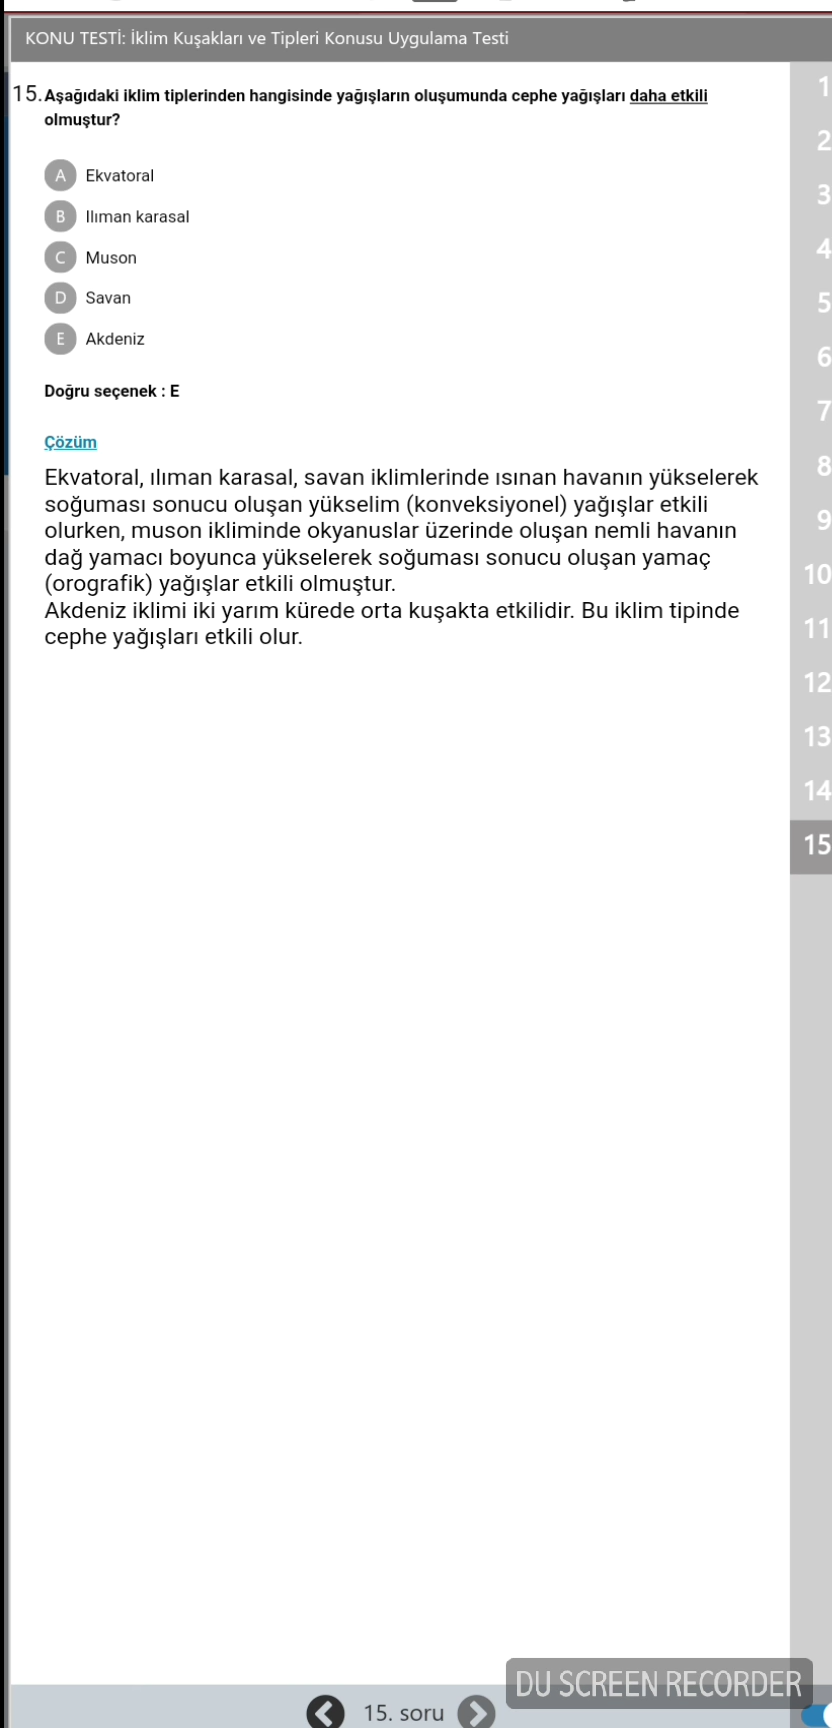 KONU TESTİ: İklim Kuşakları ve Tipleri Konusu Uygulama Testi
15. Aşağıdaki iklim tiplerinden hangisinde yağışların oluşumunda cephe yağışları daha etkili
olmuştur?
A Ekvatoral
B Ilıman karasal
C Muson
D Savan
E Akdeniz
Doğru seçenek : E
Çözüm
Ekvatoral, ılıman karasal, savan iklimlerinde ısınan havanın yükselerek
soğuması sonucu oluşan yükselim (konveksiyonel) yağışlar etkili
olurken, muson ikliminde okyanuslar üzerinde oluşan nemli havanın
dağ yamacı boyunca yükselerek soğuması sonucu oluşan yamaç
(orografik) yağışlar etkili olmuştur.
Akdeniz iklimi iki yarım kürede orta kuşakta etkilidir. Bu iklim tipinde
cephe yağışları etkili olur.
1
2
3
4
5
6
7
8
9
10
11
12
13
14
15
DU SCREEN RECORDER
15. soru